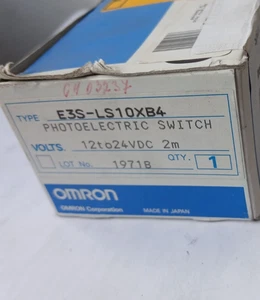 TYPE E3S-LS10XB4
PHOTOELECTRIC SWITCH
VOLTS. 12to24VDC 2m
LOT No. 1971B QTY. 1
OMRON
OMRON Corporation MADE IN JAPAN